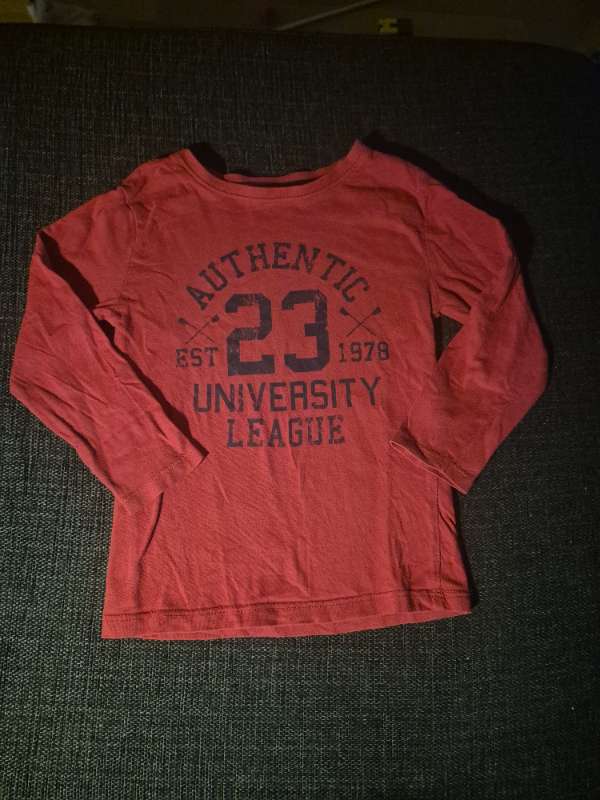 AUTHENTIC
EST 23 1978
UNIVERSITY
LEAGUE